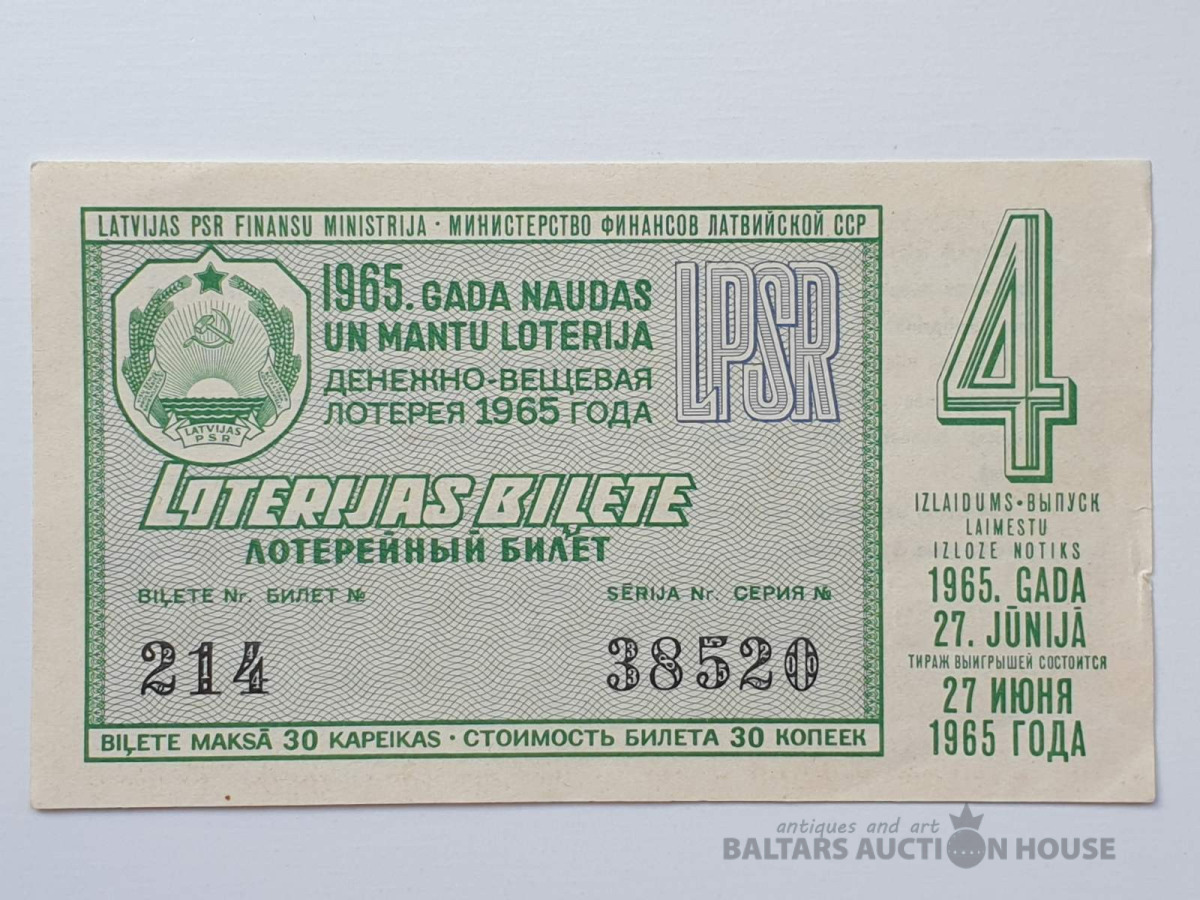 LATVIJAS PSR FINANSU MINISTRIJA · МИНИСТЕРСТВО ФИНАНСОВ ЛАТВИЙСКОЙ ССР
1965. GADA NAUDAS
UN MANTU LOTERIJA
ДЕНЕЖНО-ВЕЩЕВАЯ
ЛОТЕРЕЯ 1965 ГОДА
LPSR
LATVIJAS
PSR
LOTERIJAS BIĻETE
ЛОТЕРЕЙНЫЙ БИЛЕТ
BIĻETE Nr. БИЛЕТ № SĒRIJA Nr. СЕРИЯ №
214 38520
BIĻETE MAKSĀ 30 KAPEIKAS · СТОИМОСТЬ БИЛЕТА 30 КОПЕЕК
4
IZLAIDUMS · ВЫПУСК
LAIMESTU
IZLOZE NOTIKS
1965. GADA
27. JŪNIJĀ
ТИРАЖ ВЫИГРЫШЕЙ СОСТОИТСЯ
27 ИЮНЯ
1965 ГОДА
antiques and art
BALTARS AUCTION HOUSE